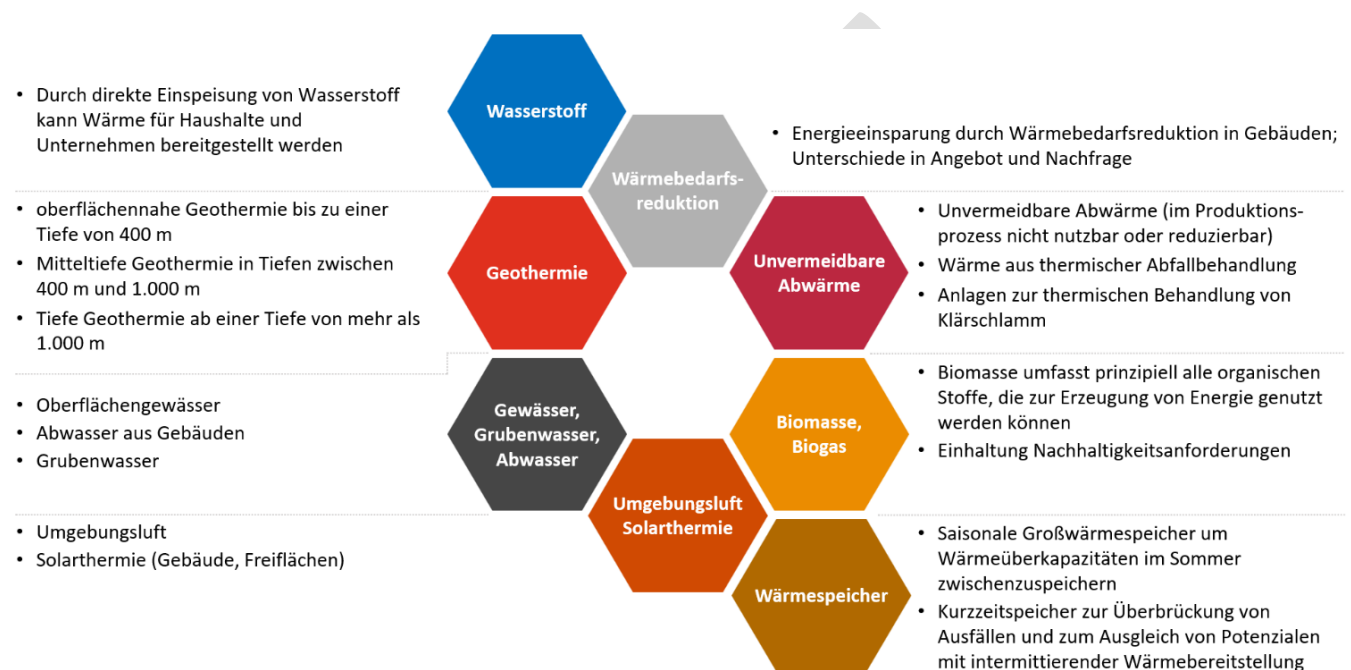 Wasserstoff
• Durch direkte Einspeisung von Wasserstoff
kann Wärme für Haushalte und
Unternehmen bereitgestellt werden
Wärmebedarfs-
reduktion
• Energieeinsparung durch Wärmebedarfsreduktion in Gebäuden;
Unterschiede in Angebot und Nachfrage
Geothermie
• oberflächennahe Geothermie bis zu einer
Tiefe von 400 m
• Mitteltiefe Geothermie in Tiefen zwischen
400 m und 1.000 m
• Tiefe Geothermie ab einer Tiefe von mehr als
1.000 m
Unvermeidbare
Abwärme
• Unvermeidbare Abwärme (im Produktions-
prozess nicht nutzbar oder reduzierbar)
• Wärme aus thermischer Abfallbehandlung
• Anlagen zur thermischen Behandlung von
Klärschlamm
Gewässer,
Grubenwasser,
Abwasser
• Oberflächengewässer
• Abwasser aus Gebäuden
• Grubenwasser
Biomasse,
Biogas
• Biomasse umfasst prinzipiell alle organischen
Stoffe, die zur Erzeugung von Energie genutzt
werden können
• Einhaltung Nachhaltigkeitsanforderungen
Umgebungsluft
Solarthermie
• Umgebungsluft
• Solarthermie (Gebäude, Freiflächen)
Wärmespeicher
• Saisonale Großwärmespeicher um
Wärmeüberkapazitäten im Sommer
zwischenzuspeichern
• Kurzzeitspeicher zur Überbrückung von
Ausfällen und zum Ausgleich von Potenzialen
mit intermittierender Wärmebereitstellung